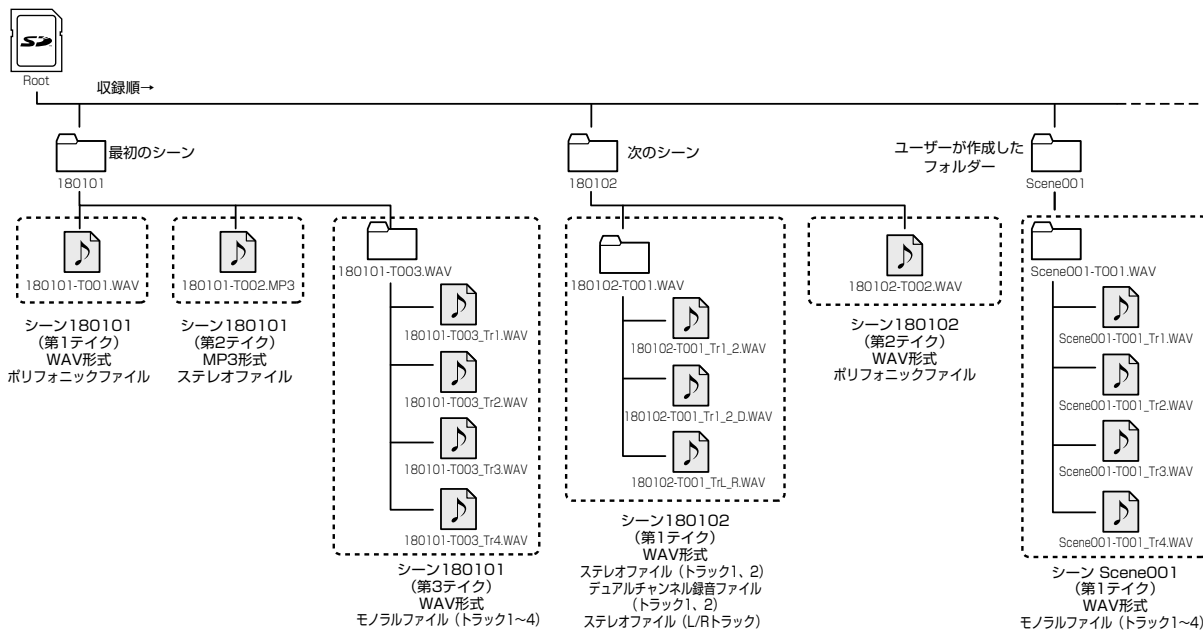 Root
収録順→
最初のシーン
180101
次のシーン
180102
ユーザーが作成した
フォルダー
Scene001
180101-T001.WAV
シーン180101
（第1テイク）
WAV形式
ポリフォニックファイル
180101-T002.MP3
シーン180101
（第2テイク）
MP3形式
ステレオファイル
180101-T003.WAV
180101-T003_Tr1.WAV
180101-T003_Tr2.WAV
180101-T003_Tr3.WAV
180101-T003_Tr4.WAV
シーン180101
（第3テイク）
WAV形式
モノラルファイル（トラック1〜4）
180102-T001.WAV
180102-T001_Tr1_2.WAV
180102-T001_Tr1_2_D.WAV
180102-T001_TrL_R.WAV
シーン180102
（第1テイク）
WAV形式
ステレオファイル（トラック1、2）
デュアルチャンネル録音ファイル
（トラック1、2）
ステレオファイル（L/Rトラック）
180102-T002.WAV
シーン180102
（第2テイク）
WAV形式
ポリフォニックファイル
Scene001-T001.WAV
Scene001-T001_Tr1.WAV
Scene001-T001_Tr2.WAV
Scene001-T001_Tr3.WAV
Scene001-T001_Tr4.WAV
シーン Scene001
（第1テイク）
WAV形式
モノラルファイル（トラック1〜4）